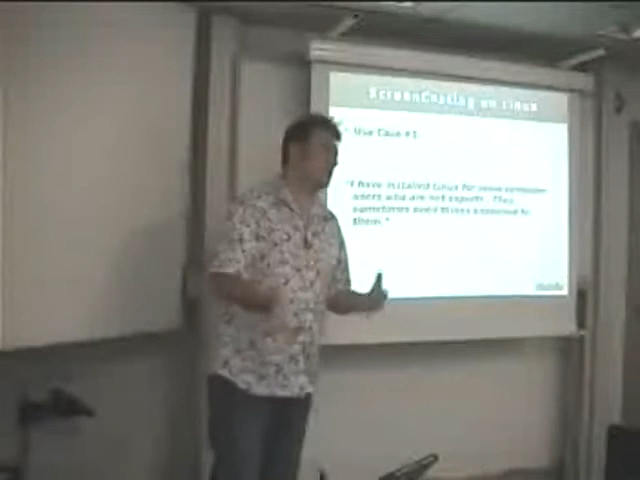 ScreenCasting on Linux
Use Case #1
"I have installed Linux for some computer
users who are not experts. They
sometimes need things explained to
them."